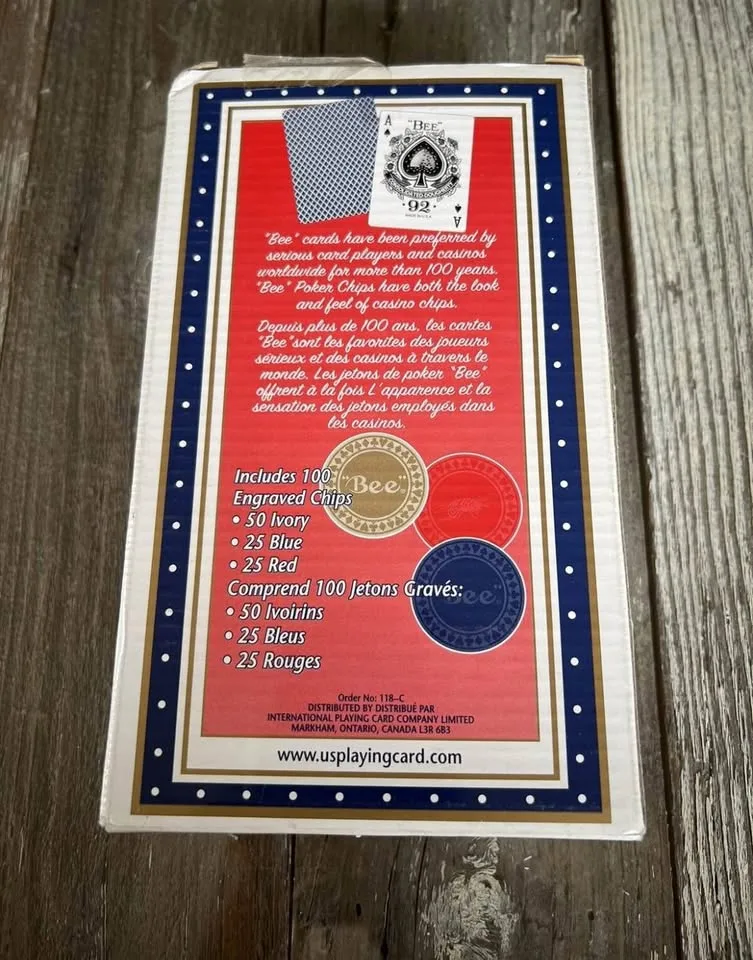 A
"BEE"
92
MADE IN U.S.A.
A
"Bee" cards have been preferred by
serious card players and casinos
worldwide for more than 100 years.
"Bee" Poker Chips have both the look
and feel of casino chips.
Depuis plus de 100 ans, les cartes
"Bee" sont les favorites des joueurs
sérieux et des casinos à travers le
monde. Les jetons de poker "Bee"
offrent à la fois L'apparence et la
sensation des jetons employés dans
les casinos.
"Bee"
Includes 100
Engraved Chips
• 50 Ivory
• 25 Blue
• 25 Red
Comprend 100 Jetons Gravés:
"Bee"
• 50 Ivoirins
• 25 Bleus
• 25 Rouges
Order No: 118–C
DISTRIBUTED BY DISTRIBUÉ PAR
INTERNATIONAL PLAYING CARD COMPANY LIMITED
MARKHAM, ONTARIO, CANADA L3R 6B3
www.usplayingcard.com